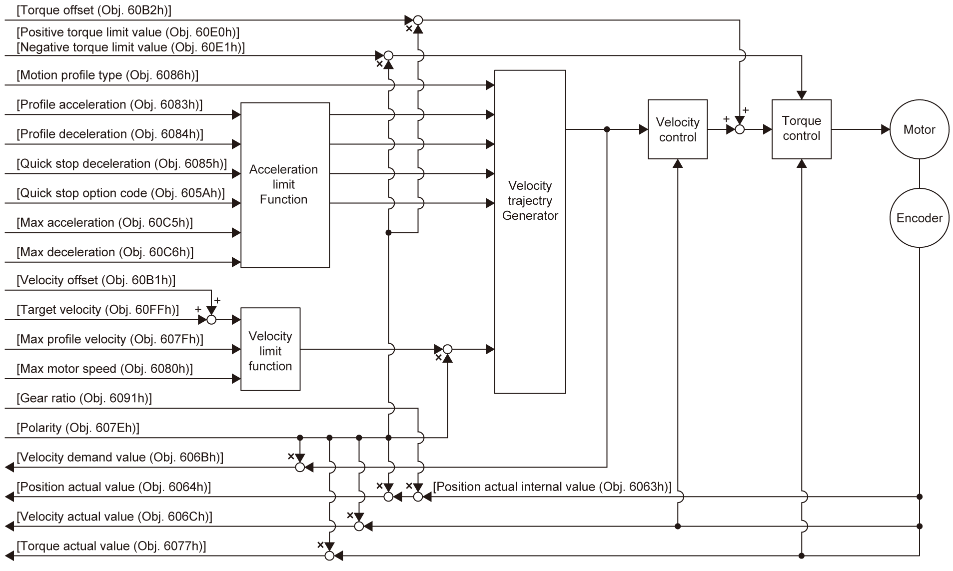 [Torque offset (Obj. 60B2h)]
[Positive torque limit value (Obj. 60E0h)]
[Negative torque limit value (Obj. 60E1h)]
[Motion profile type (Obj. 6086h)]
[Profile acceleration (Obj. 6083h)]
[Profile deceleration (Obj. 6084h)]
[Quick stop deceleration (Obj. 6085h)]
[Quick stop option code (Obj. 605Ah)]
[Max acceleration (Obj. 60C5h)]
[Max deceleration (Obj. 60C6h)]
Acceleration
limit
Function
[Velocity offset (Obj. 60B1h)]
[Target velocity (Obj. 60FFh)]
[Max profile velocity (Obj. 607Fh)]
[Max motor speed (Obj. 6080h)]
Velocity
limit
function
Velocity
trajectry
Generator
Velocity
control
Torque
control
Motor
Encoder
[Gear ratio (Obj. 6091h)]
[Polarity (Obj. 607Eh)]
[Velocity demand value (Obj. 606Bh)]
[Position actual value (Obj. 6064h)]
[Position actual internal value (Obj. 6063h)]
[Velocity actual value (Obj. 606Ch)]
[Torque actual value (Obj. 6077h)]